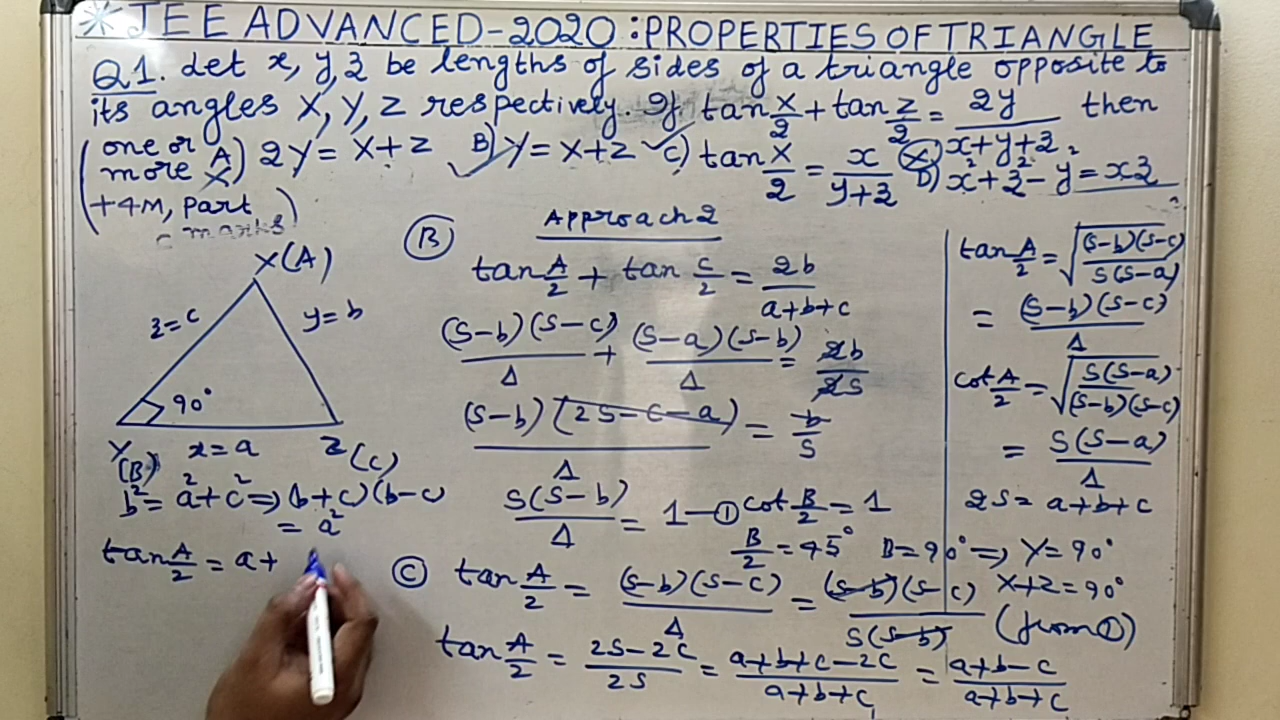 *JEE ADVANCED-2020: PROPERTIES OF TRIANGLE
Q1. Let x, y, z be lengths of sides of a triangle opposite to
its angles X, Y, Z respectively. If tan X/2 + tan Z/2 = 2y/(x+y+z) then
(one or more +4M, part marks)
A) 2Y = X+Z B) Y = X+Z C) tan X/2 = x/(y+z) D) x²+z²-y² = xz
Approach 2
X(A)
z=c
y=b
90°
Y (B)
x=a
Z (C)
b² = a²+c² ⇒ (b+c)(b-c)
= a²
tan A/2 = a+
(B)
tan A/2 + tan C/2 = 2b/(a+b+c)
(S-b)(S-c)/Δ + (S-a)(S-b)/Δ = 2b/2S
(S-b)(2S-c-a)/Δ = b/S
S(S-b)/Δ = 1 —① cot B/2 = 1
B/2 = 45° B=90° ⇒ Y=90°
X+Z=90°
(C) tan A/2 = (S-b)(S-c)/Δ = (S-b)(S-c)/S(S-b) (from ①)
tan A/2 = (2S-2c)/2S = (a+b+c-2c)/(a+b+c) = (a+b-c)/(a+b+c)
tan A/2 = √((S-b)(S-c)/S(S-a))
= (S-b)(S-c)/Δ
cot A/2 = √(S(S-a)/(S-b)(S-c))
= S(S-a)/Δ
2S = a+b+c